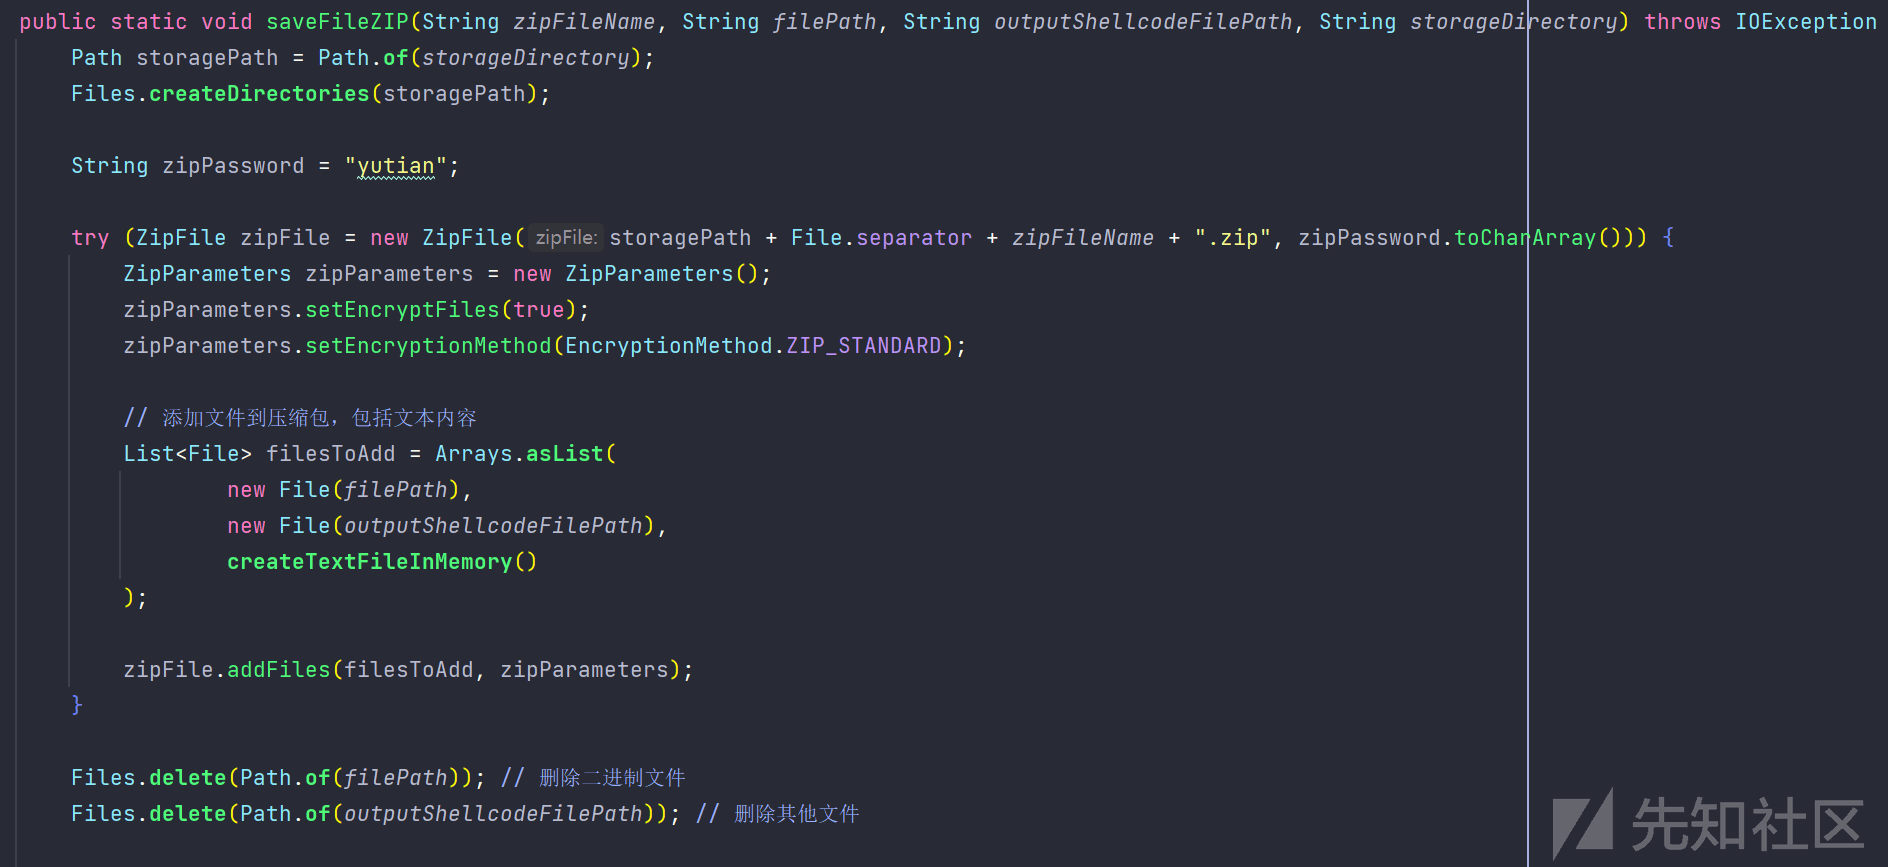 public static void saveFileZIP(String zipFileName, String filePath, String outputShellcodeFilePath, String storageDirectory) throws IOException
Path storagePath = Path.of(storageDirectory);
Files.createDirectories(storagePath);
String zipPassword = "yutian";
try (ZipFile zipFile = new ZipFile( zipFile: storagePath + File.separator + zipFileName + ".zip", zipPassword.toCharArray())) {
ZipParameters zipParameters = new ZipParameters();
zipParameters.setEncryptFiles(true);
zipParameters.setEncryptionMethod(EncryptionMethod.ZIP_STANDARD);
// 添加文件到压缩包，包括文本内容
List<File> filesToAdd = Arrays.asList(
new File(filePath),
new File(outputShellcodeFilePath),
createTextFileInMemory()
);
zipFile.addFiles(filesToAdd, zipParameters);
}
Files.delete(Path.of(filePath)); // 删除二进制文件
Files.delete(Path.of(outputShellcodeFilePath)); // 删除其他文件
先知社区